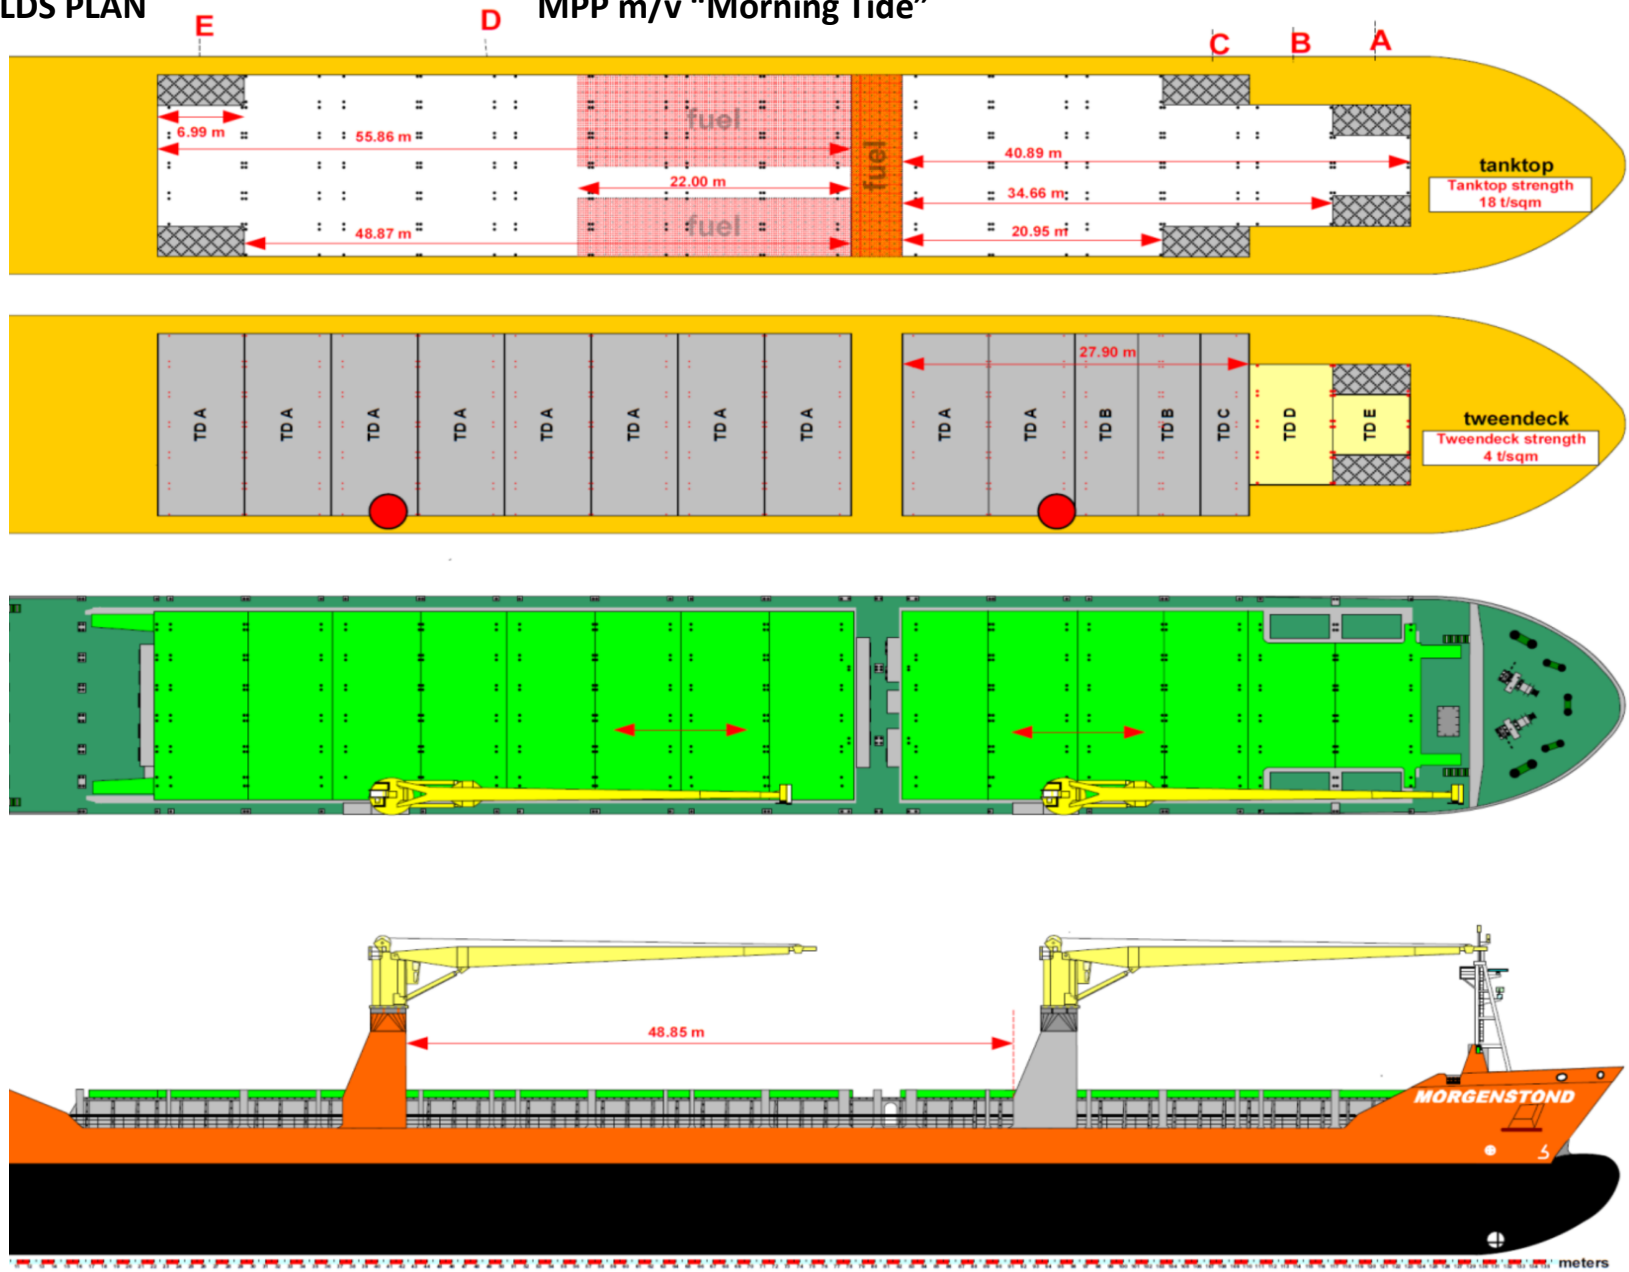 LDS PLAN
MPP m/v "Morning Tide"
E
D
C
B
A
fuel
6.99 m
55.86 m
fuel
40.89 m
tanktop
22.00 m
Tanktop strength
18 t/sqm
34.66 m
fuel
48.87 m
20.95 m
27.90 m
TD A
TD A
TD A
TD A
TD A
TD A
TD A
TD A
TD A
TD A
TD B
TD B
TD C
TD D
TD E
tweendeck
Tweendeck strength
4 t/sqm
48.85 m
MORGENSTOND
meters